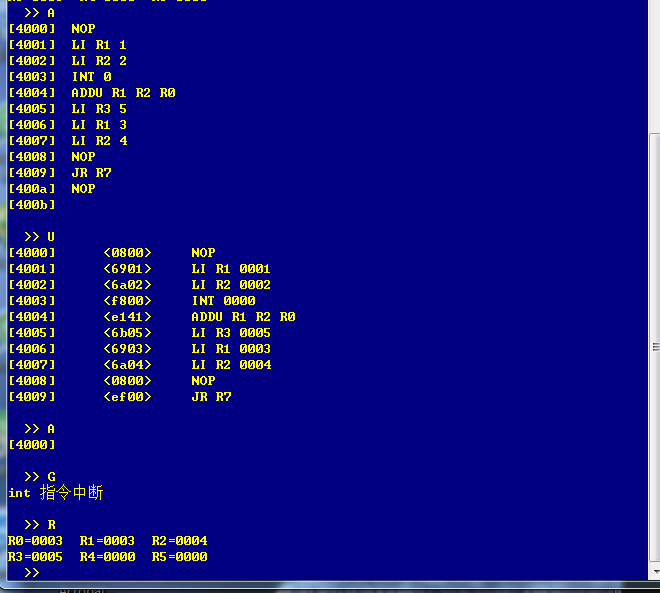 >> A
[4000] NOP
[4001] LI R1 1
[4002] LI R2 2
[4003] INT 0
[4004] ADDU R1 R2 R0
[4005] LI R3 5
[4006] LI R1 3
[4007] LI R2 4
[4008] NOP
[4009] JR R7
[400a] NOP
[400b]
>> U
[4000] <0800> NOP
[4001] <6901> LI R1 0001
[4002] <6a02> LI R2 0002
[4003] <f800> INT 0000
[4004] <e141> ADDU R1 R2 R0
[4005] <6b05> LI R3 0005
[4006] <6903> LI R1 0003
[4007] <6a04> LI R2 0004
[4008] <0800> NOP
[4009] <ef00> JR R7
>> A
[4000]
>> G
int 指令中断
>> R
R0=0003 R1=0003 R2=0004
R3=0005 R4=0000 R5=0000
>>